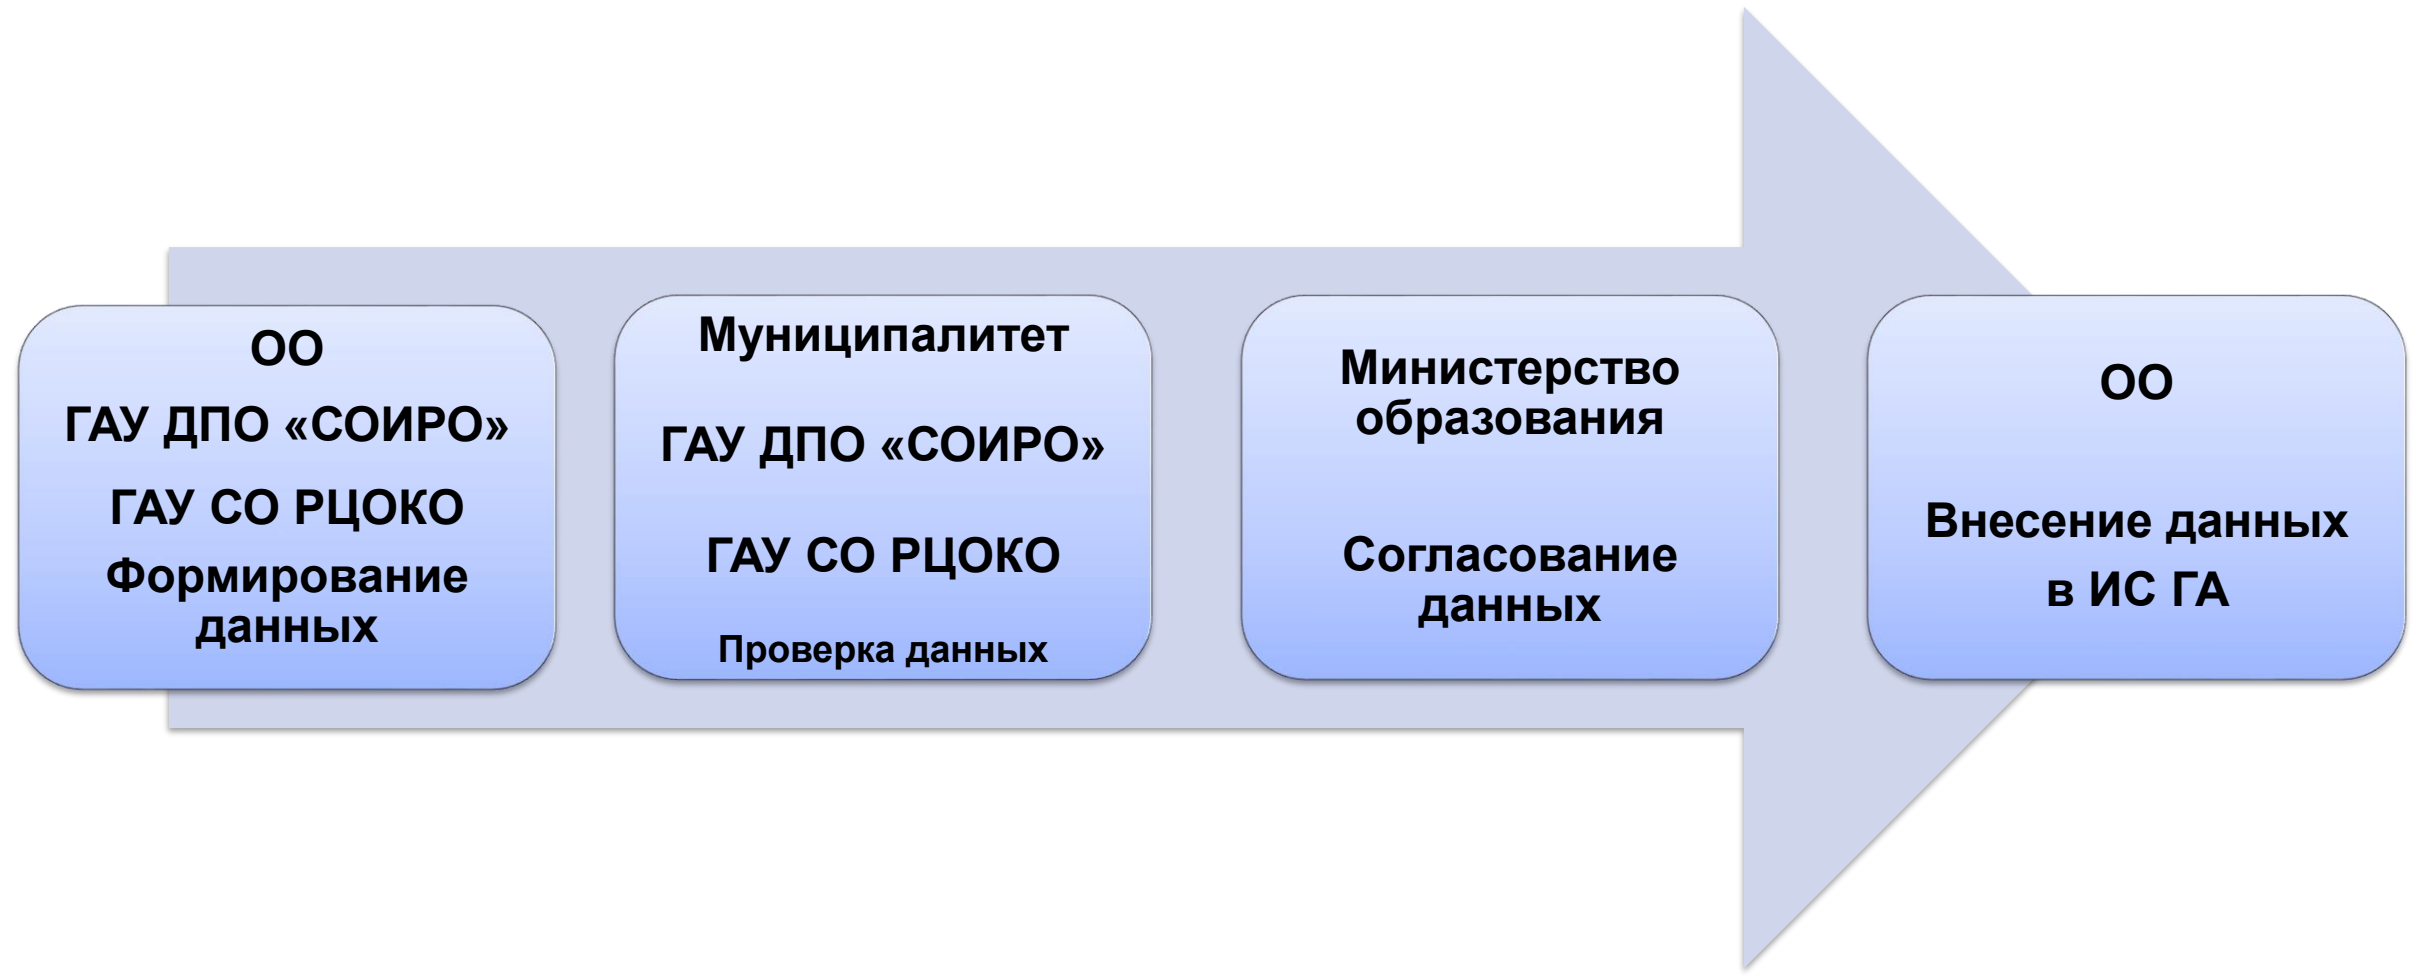 ОО
ГАУ ДПО «СОИРО»
ГАУ СО РЦОКО
Формирование
данных
Муниципалитет
ГАУ ДПО «СОИРО»
ГАУ СО РЦОКО
Проверка данных
Министерство
образования
Согласование
данных
ОО
Внесение данных
в ИС ГА